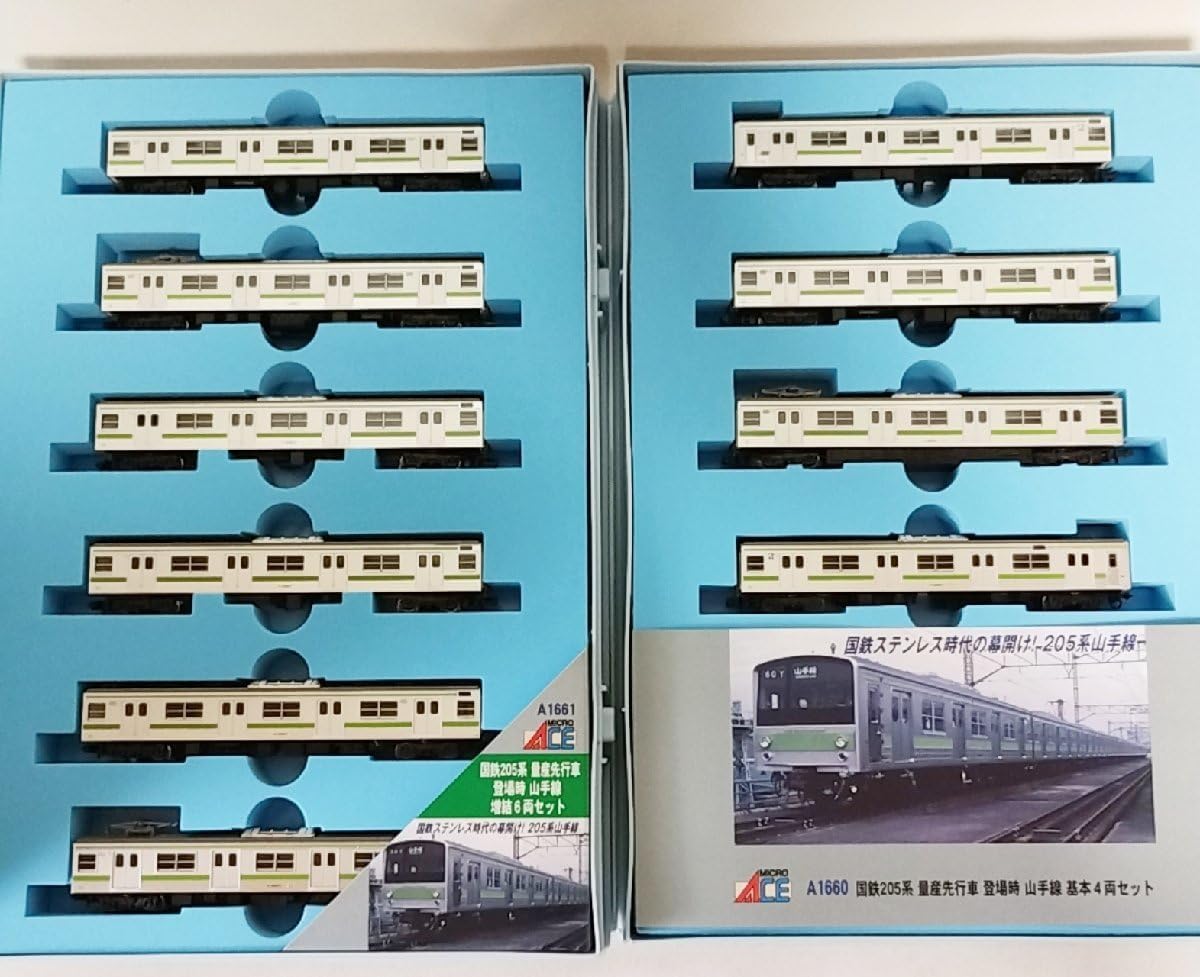 A1661
MICRO
ACE
国鉄205系 量産先行車
登場時 山手線
増結6両セット
国鉄ステンレス時代の幕開け! 205系山手線
国鉄ステンレス時代の幕開け! 205系山手線
60Y
山手線
MICRO
ACE
A1660 国鉄205系 量産先行車 登場時 山手線 基本4両セット